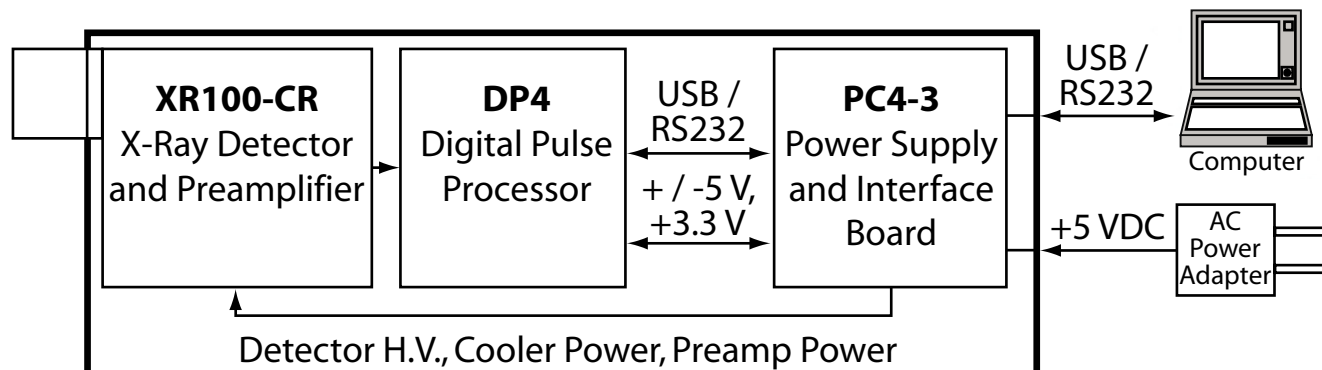 XR100-CR
X-Ray Detector
and Preamplifier
DP4
Digital Pulse
Processor
USB /
RS232
+ / -5 V,
+3.3 V
PC4-3
Power Supply
and Interface
Board
USB /
RS232
Computer
+5 VDC
AC
Power
Adapter
Detector H.V., Cooler Power, Preamp Power